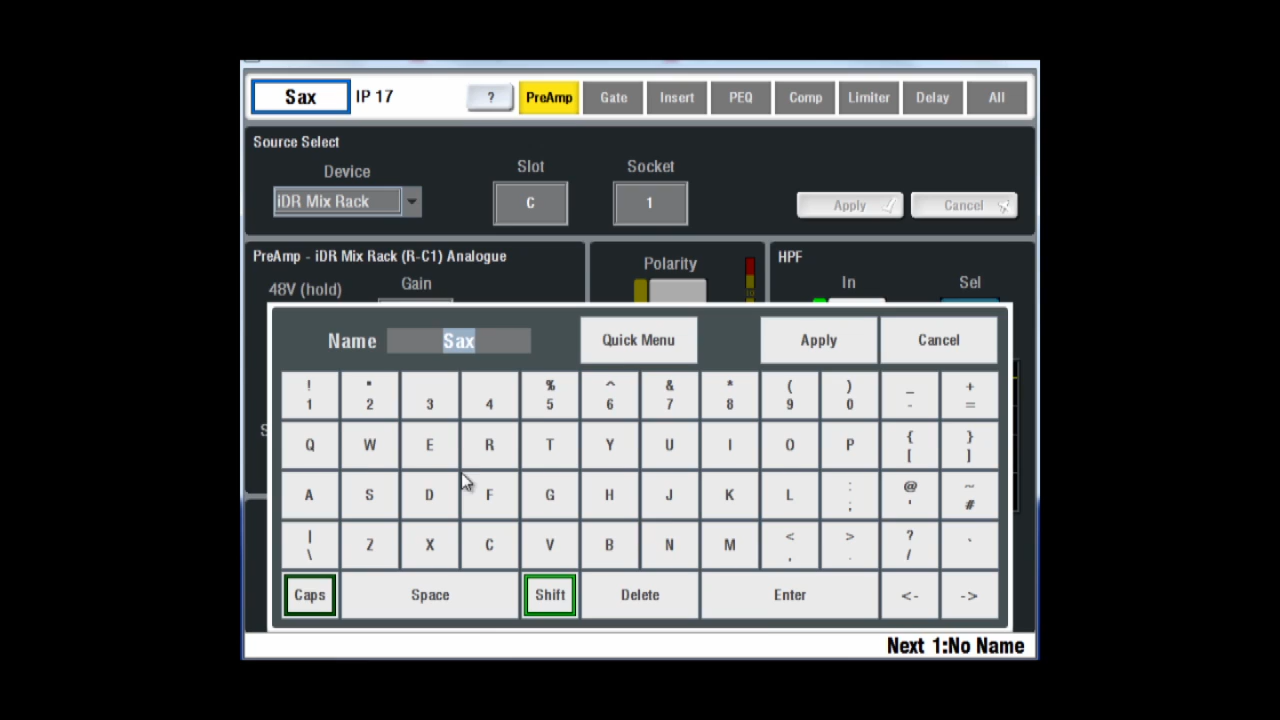 Sax IP 17 ? PreAmp Gate Insert PEQ Comp Limiter Delay All
Source Select
Device Slot Socket
iDR Mix Rack C 1 Apply Cancel
PreAmp - iDR Mix Rack (R-C1) Analogue Polarity HPF
48V (hold) Gain In Sel
Name Sax Quick Menu Apply Cancel
! " % ^ & * ( ) _ +
1 2 3 4 5 6 7 8 9 0 - =
Q W E R T Y U I O P { [ } ]
A S D F G H J K L : ; @ ' ~ #
| \ Z X C V B N M < , > . ? / `
Caps Space Shift Delete Enter <- ->
Next 1:No Name